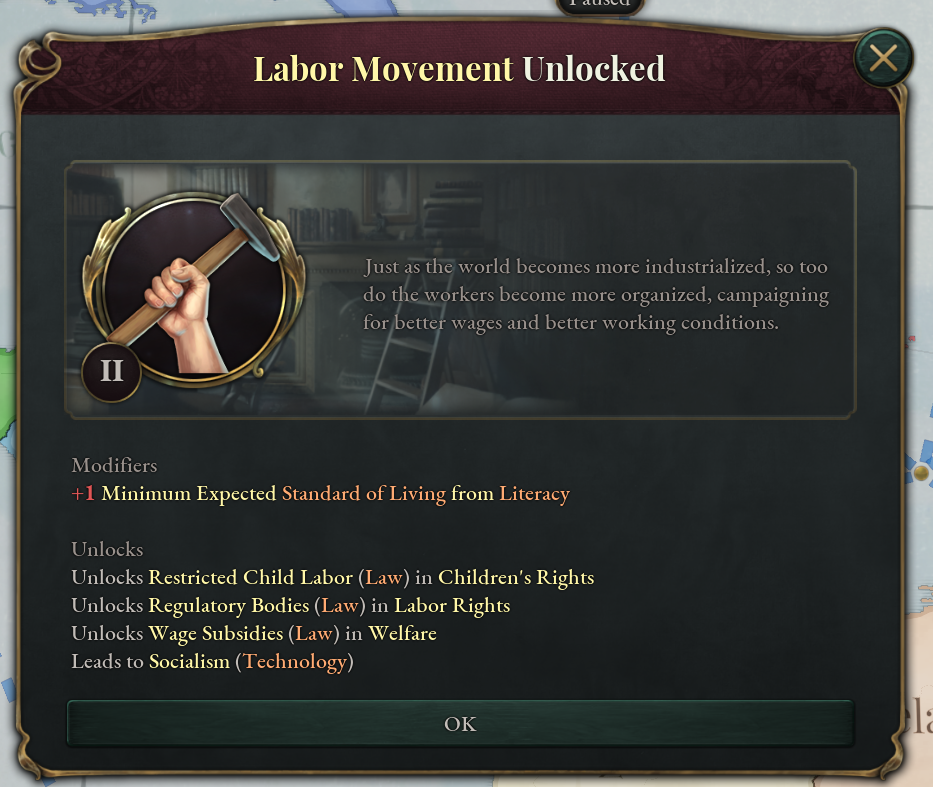 Paused
Labor Movement Unlocked
Just as the world becomes more industrialized, so too
do the workers become more organized, campaigning
for better wages and better working conditions.
II
Modifiers
+1 Minimum Expected Standard of Living from Literacy
Unlocks
Unlocks Restricted Child Labor (Law) in Children's Rights
Unlocks Regulatory Bodies (Law) in Labor Rights
Unlocks Wage Subsidies (Law) in Welfare
Leads to Socialism (Technology)
OK